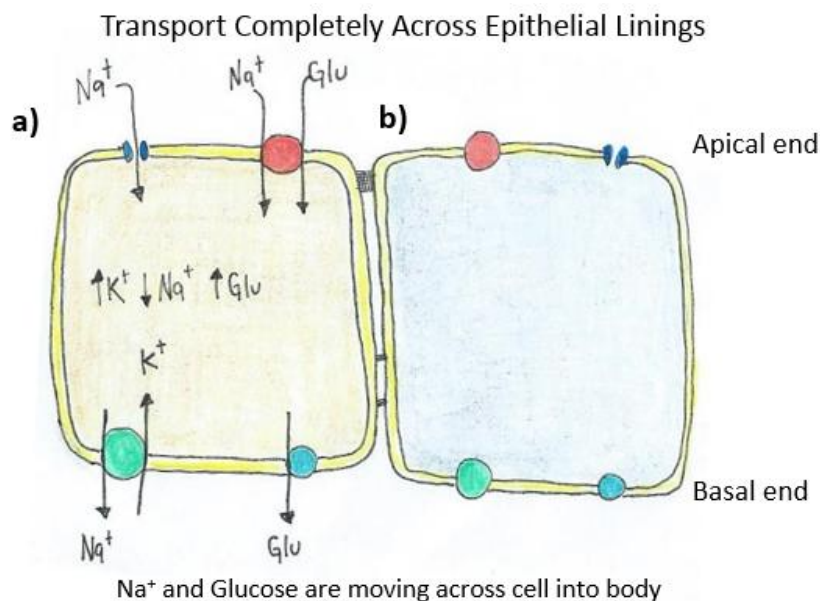 Transport Completely Across Epithelial Linings
Na⁺
Na⁺ Glu
a)
b)
Apical end
↑K⁺ ↓Na⁺ ↑Glu
K⁺
Basal end
Na⁺
Glu
Na⁺ and Glucose are moving across cell into body